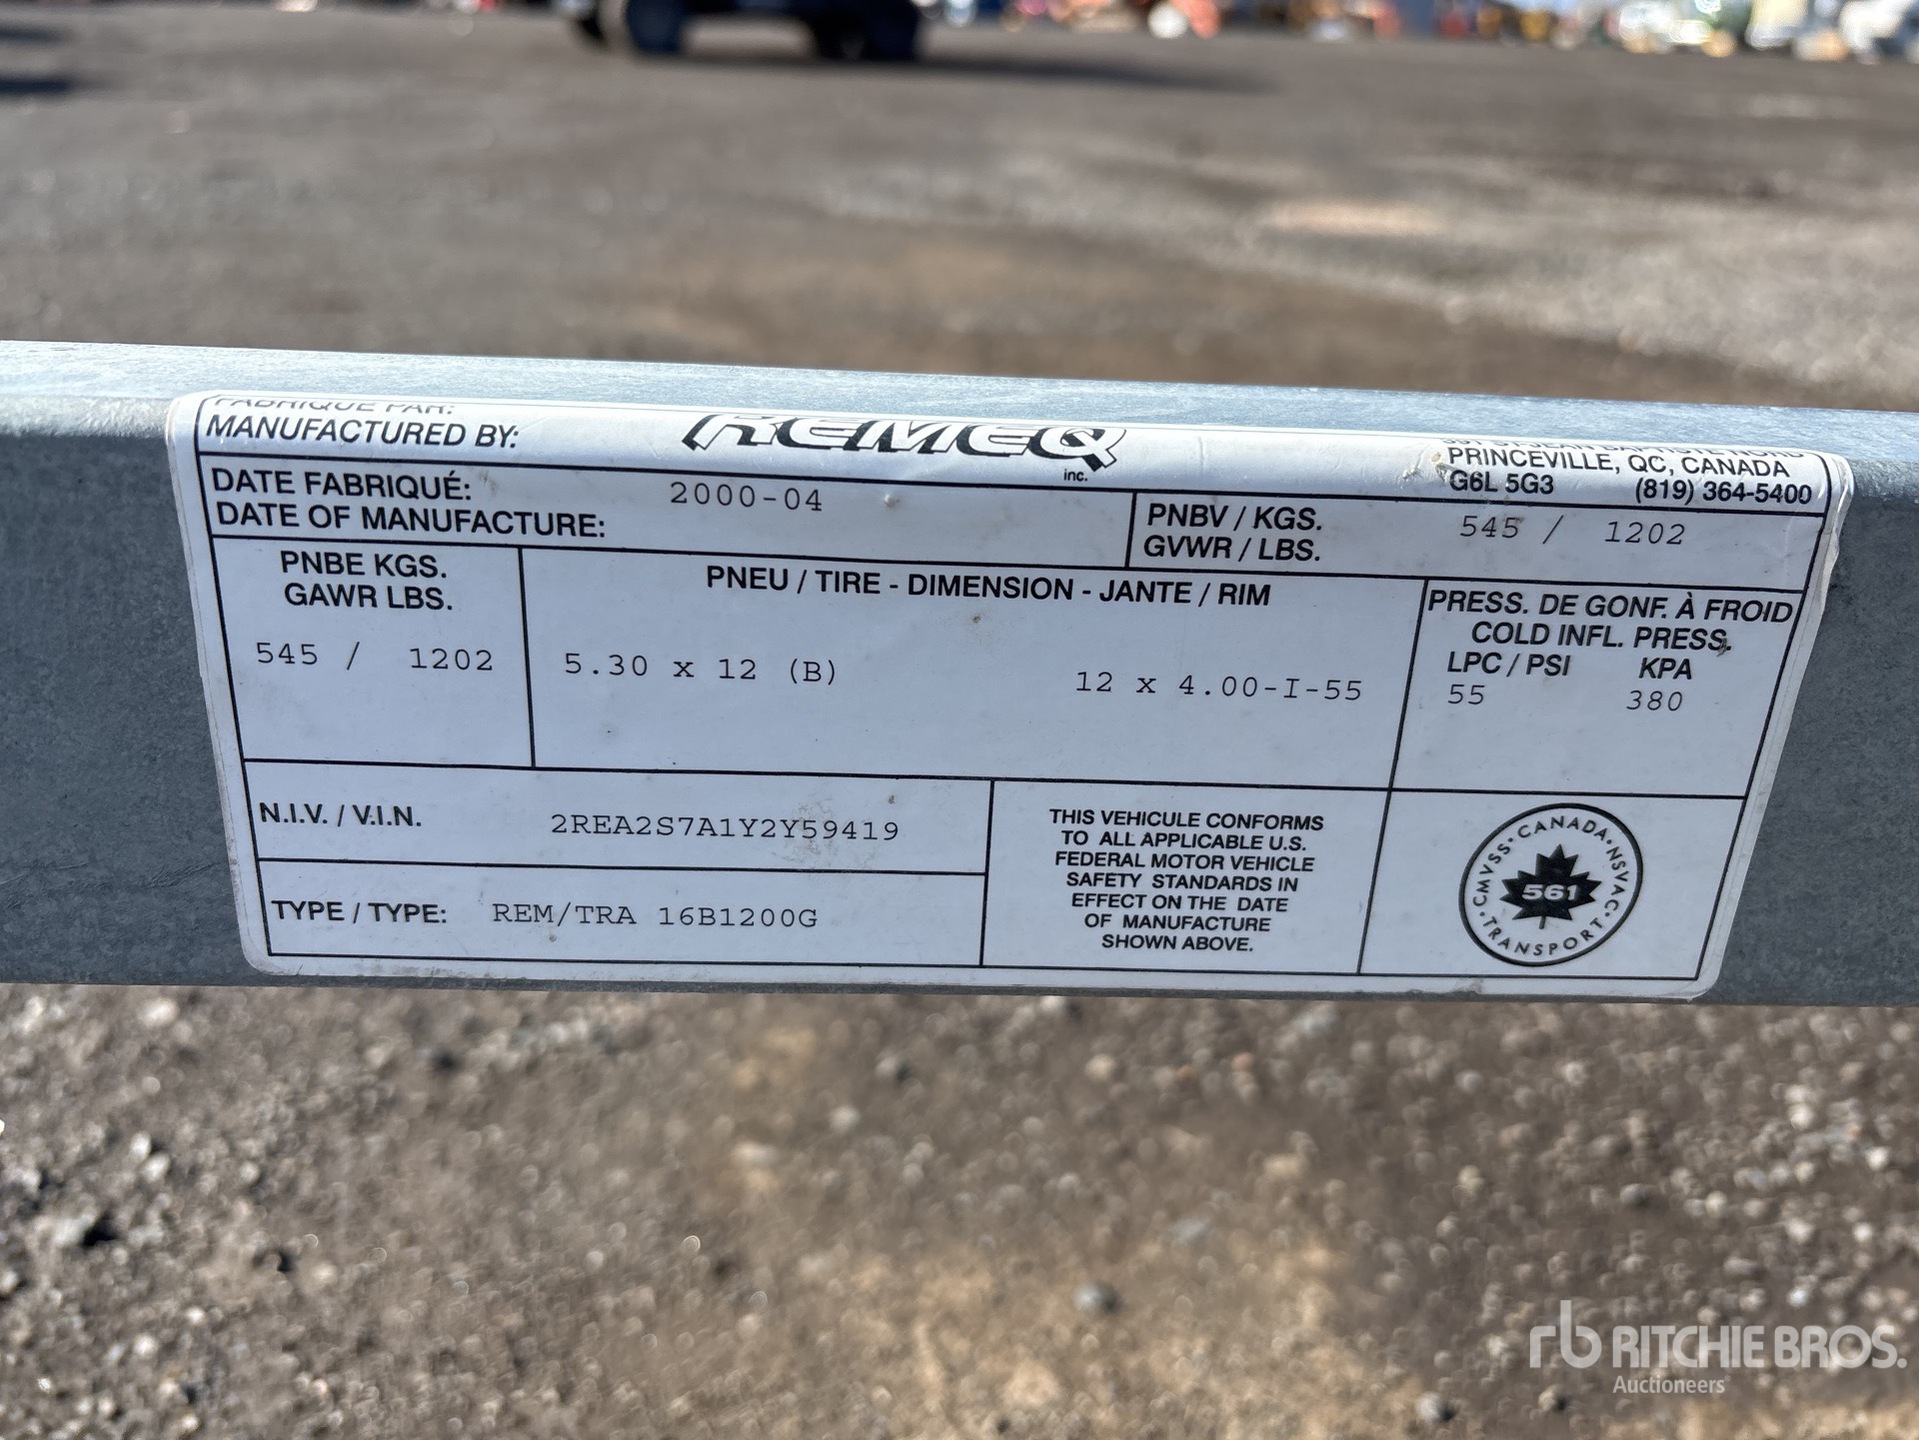 FABRIQUE PAR:
MANUFACTURED BY:
REMEQ
inc.
PRINCEVILLE, QC, CANADA
G6L 5G3 (819) 364-5400
DATE FABRIQUÉ:
DATE OF MANUFACTURE:
2000-04
PNBV / KGS.
GVWR / LBS.
545 / 1202
PNBE KGS.
GAWR LBS.
545 / 1202
PNEU / TIRE - DIMENSION - JANTE / RIM
5.30 x 12 (B) 12 x 4.00-I-55
PRESS. DE GONF. À FROID
COLD INFL. PRESS.
LPC / PSI KPA
55 380
N.I.V. / V.I.N. 2REA2S7A1Y2Y59419
TYPE / TYPE: REM/TRA 16B1200G
THIS VEHICULE CONFORMS
TO ALL APPLICABLE U.S.
FEDERAL MOTOR VEHICLE
SAFETY STANDARDS IN
EFFECT ON THE DATE
OF MANUFACTURE
SHOWN ABOVE.
CANADA · NSVAC · TRANSPORT · CMVSS ·
561
rb RITCHIE BROS.
Auctioneers